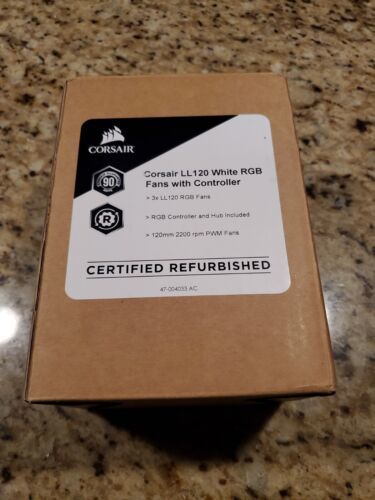 CORSAIR
Corsair LL120 White RGB
Fans with Controller
> 3x LL120 RGB Fans
90
R
> RGB Controller and Hub Included
> 120mm 2200 rpm PWM Fans
CERTIFIED REFURBISHED
47-004033 AC